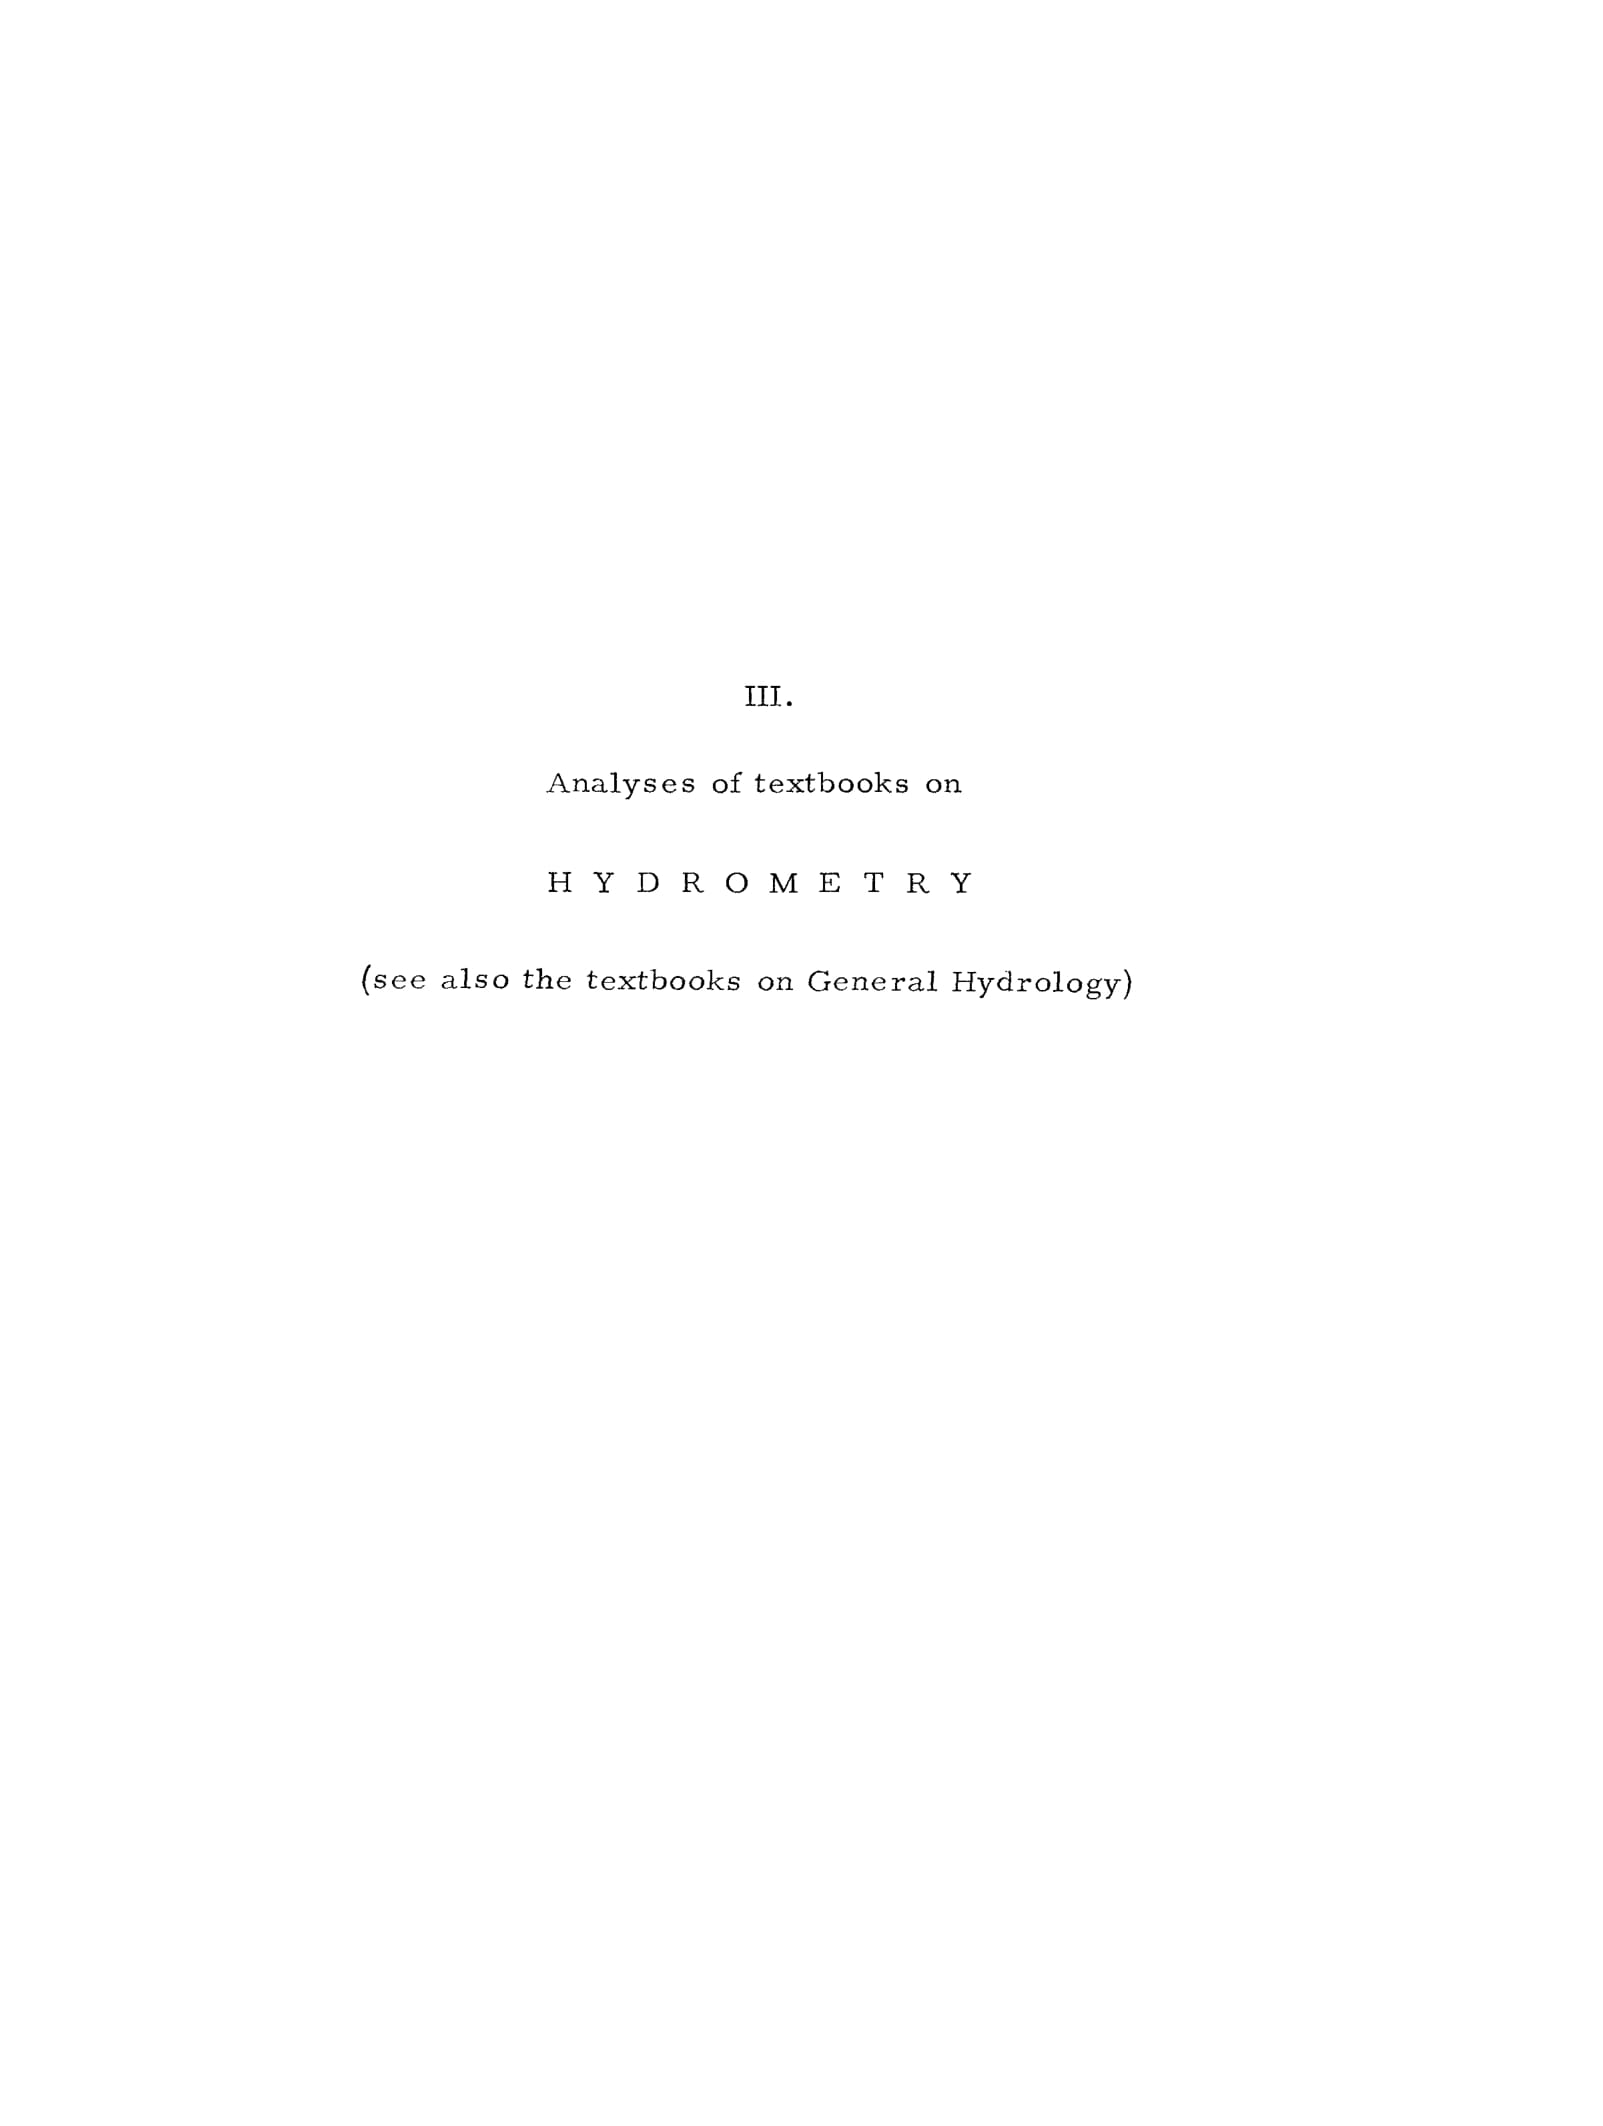 III.
Analyses of textbooks on
H Y D R O M E T R Y
(see also the textbooks on General Hydrology)